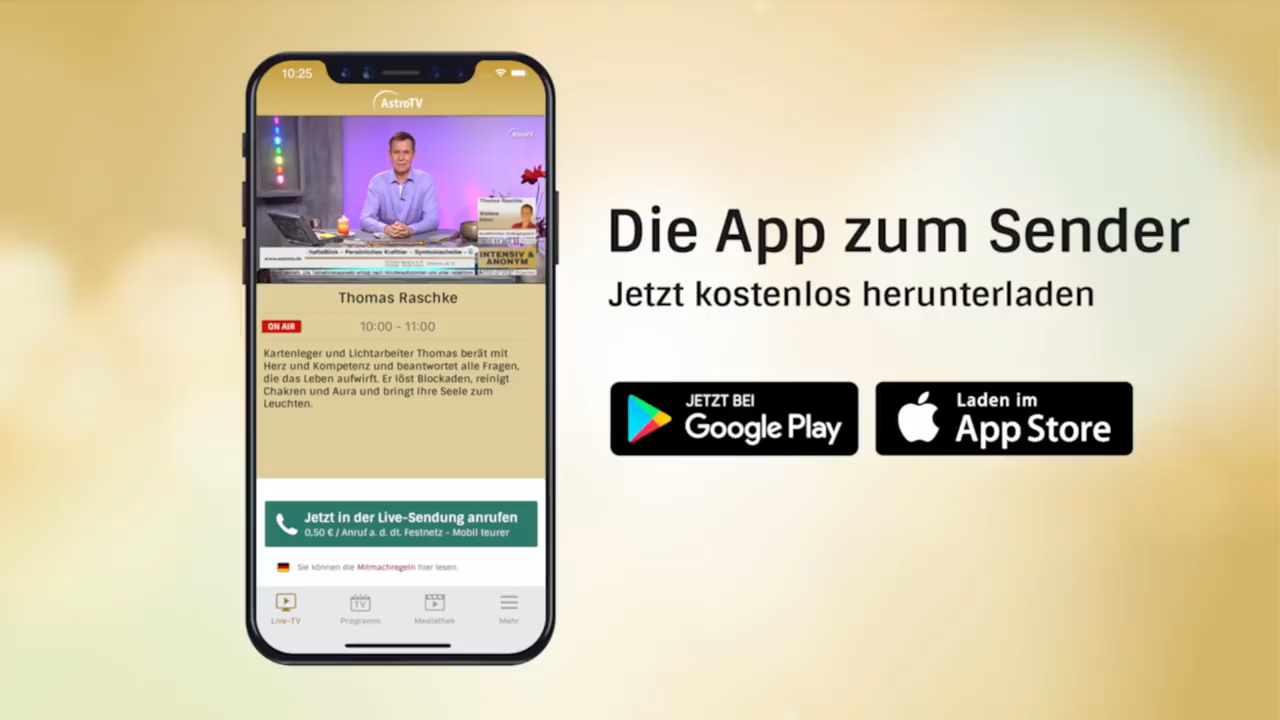 10:25
AstroTV
AstroTV
Thomas Raschke
INTENSIV &
ANONYM
Thomas Raschke
ON AIR
10:00 - 11:00
Kartenleger und Lichtarbeiter Thomas berät mit
Herz und Kompetenz und beantwortet alle Fragen,
die das Leben aufwirft. Er löst Blockaden, reinigt
Chakren und Aura und bringt Ihre Seele zum
Leuchten.
Jetzt in der Live-Sendung anrufen
0,50 € / Anruf a. d. dt. Festnetz - Mobil teurer
Sie können die Mitmachregeln hier lesen.
Live-TV
Programm
Mediathek
Mehr
Die App zum Sender
Jetzt kostenlos herunterladen
JETZT BEI
Google Play
Laden im
App Store